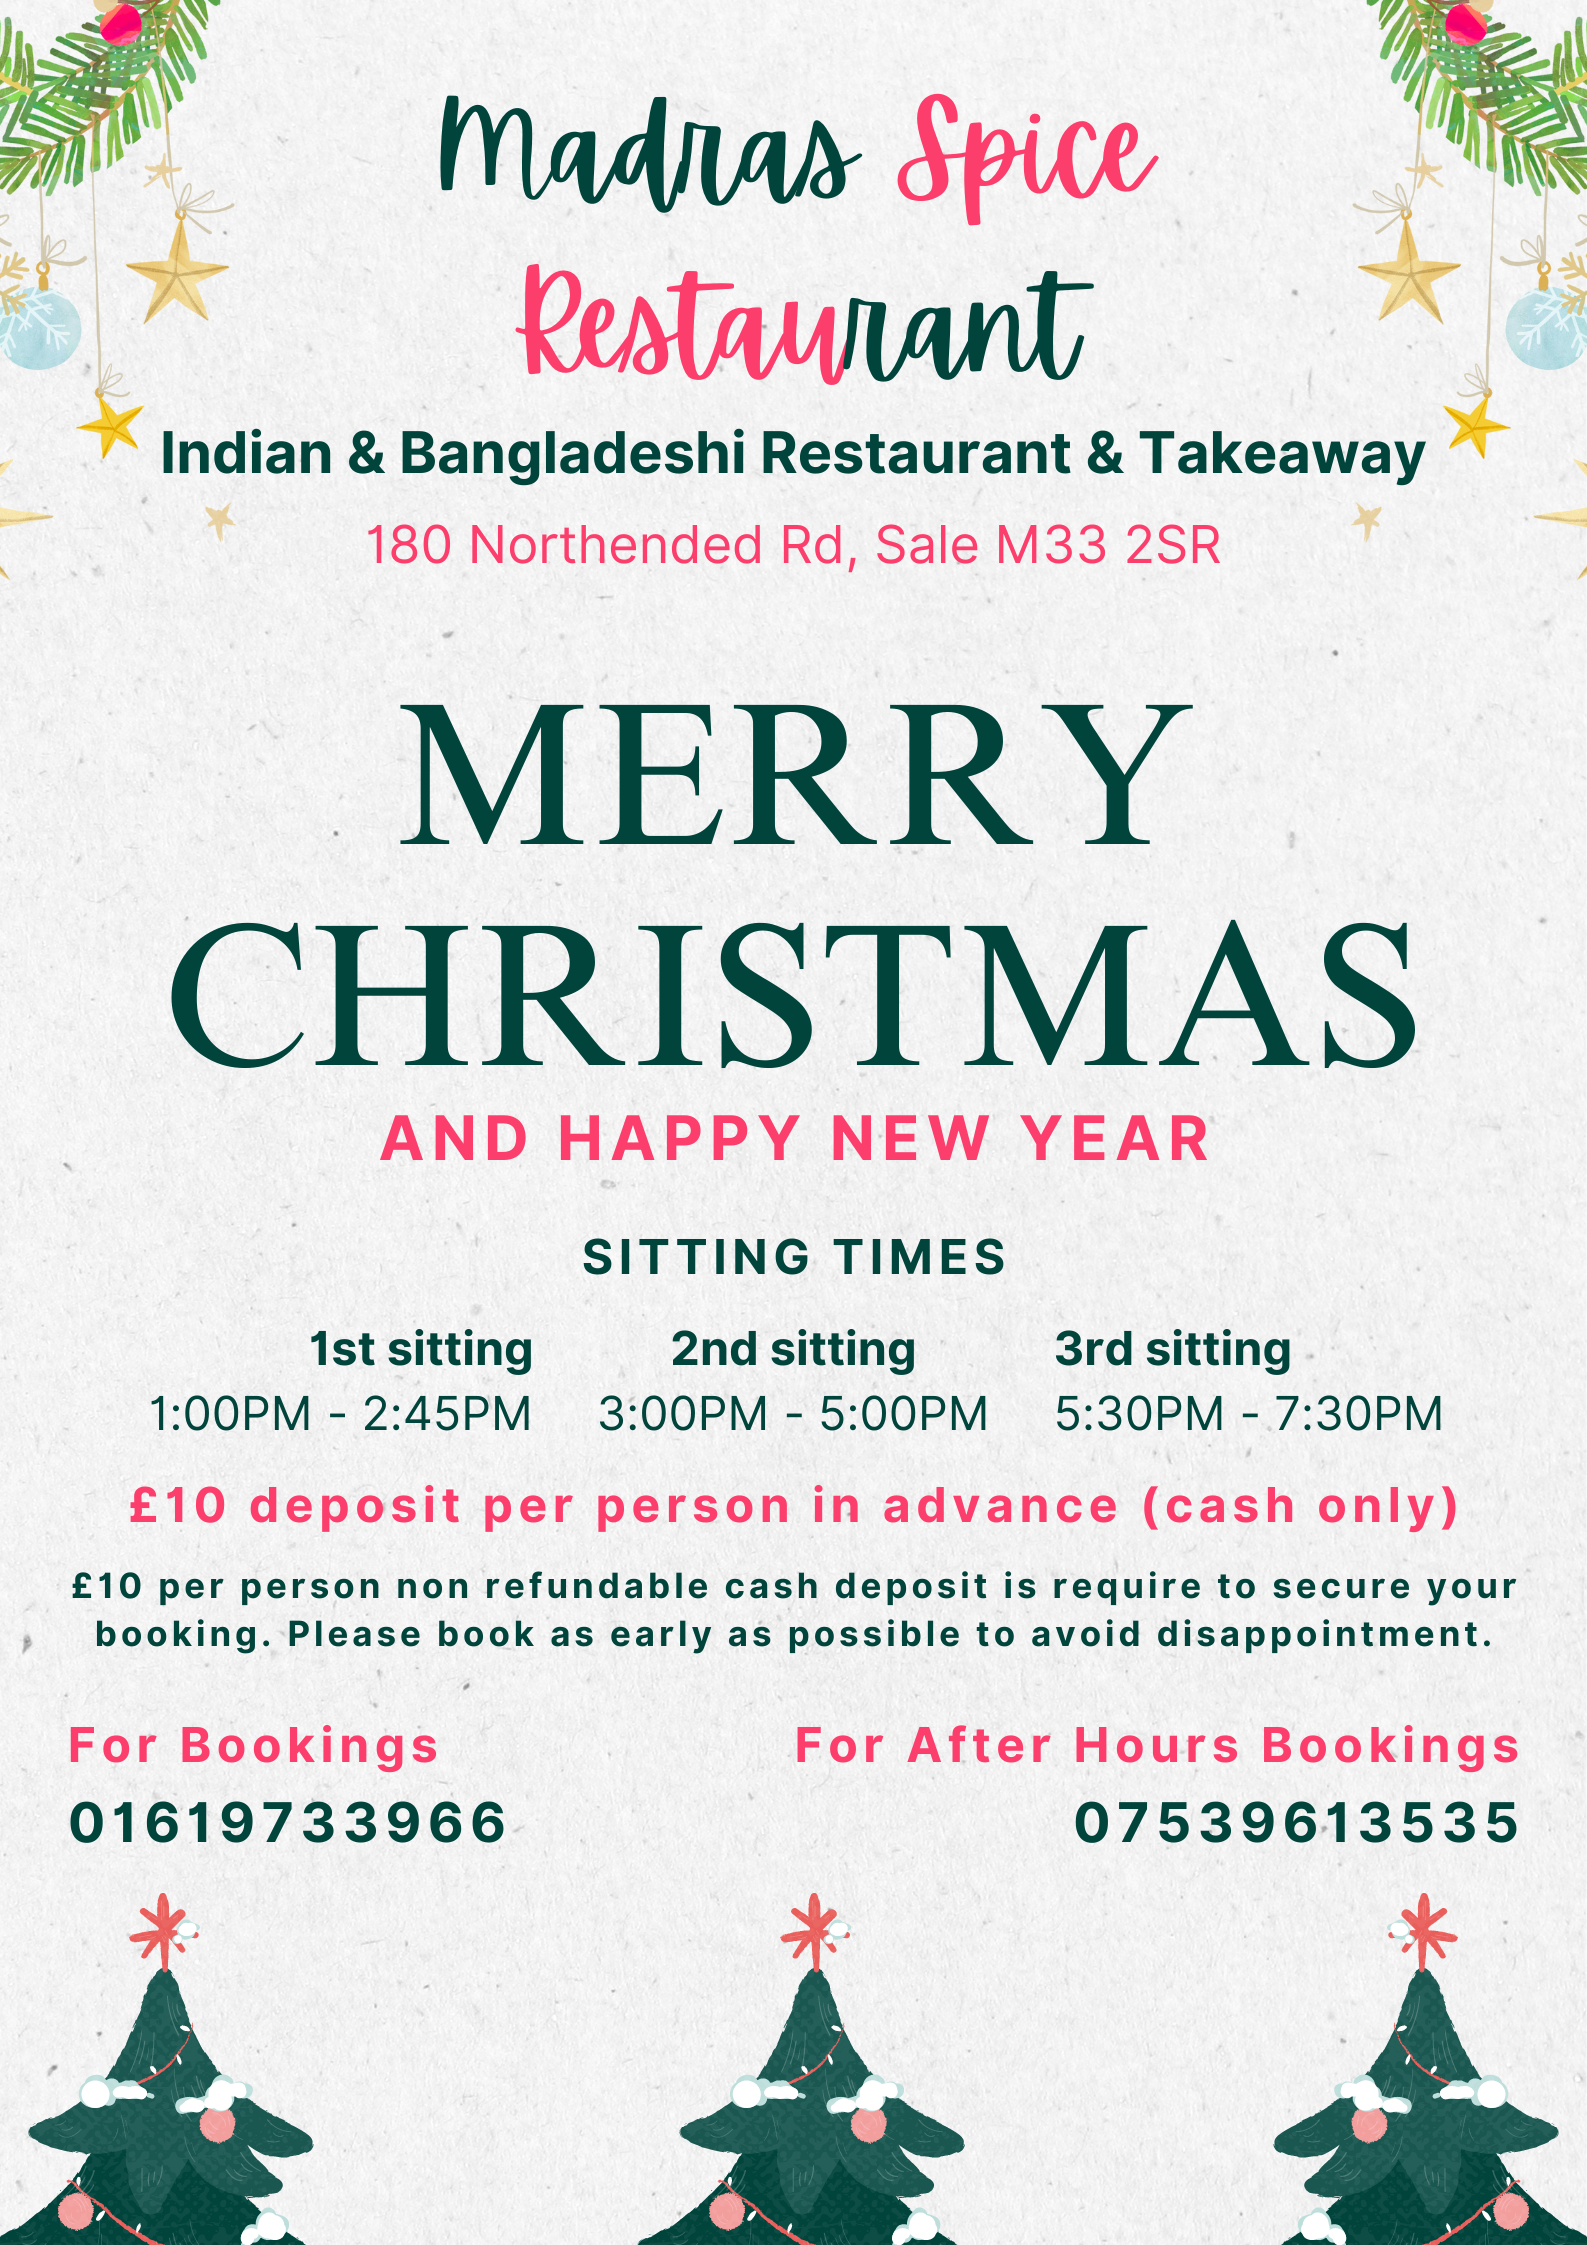 Madras Spice
Restaurant
Indian & Bangladeshi Restaurant & Takeaway
180 Northended Rd, Sale M33 2SR
MERRY
CHRISTMAS
AND HAPPY NEW YEAR
SITTING TIMES
1st sitting 2nd sitting 3rd sitting
1:00PM - 2:45PM 3:00PM - 5:00PM 5:30PM - 7:30PM
£10 deposit per person in advance (cash only)
£10 per person non refundable cash deposit is require to secure your
booking. Please book as early as possible to avoid disappointment.
For Bookings For After Hours Bookings
01619733966 07539613535